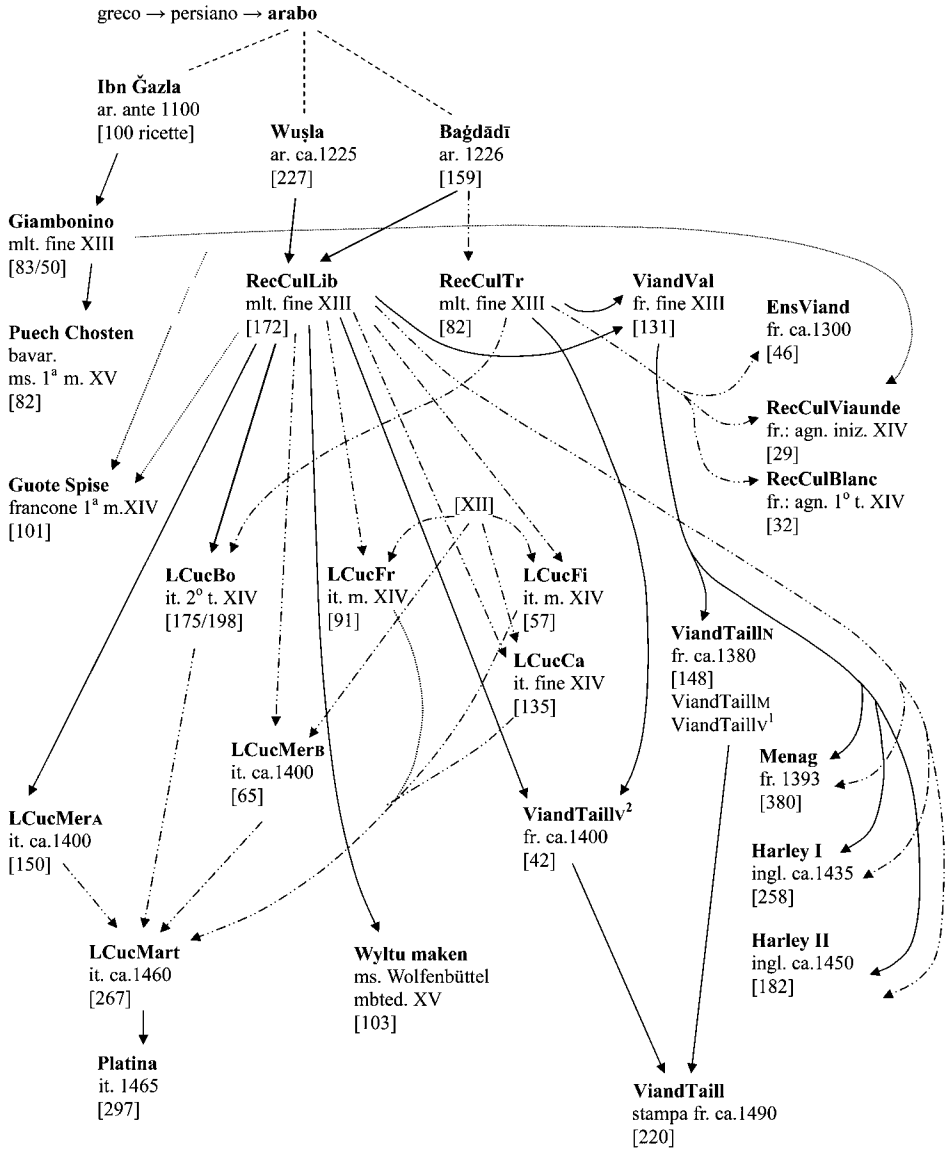 greco → persiano → arabo
Ibn Ǧazla
ar. ante 1100
[100 ricette]
Wuṣla
ar. ca.1225
[227]
Baġdādī
ar. 1226
[159]
Giambonino
mlt. fine XIII
[83/50]
RecCulLib
mlt. fine XIII
[172]
RecCulTr
mlt. fine XIII
[82]
ViandVal
fr. fine XIII
[131]
EnsViand
fr. ca.1300
[46]
Puech Chosten
bavar.
ms. 1ª m. XV
[82]
RecCulViaunde
fr.: agn. iniz. XIV
[29]
RecCulBlanc
fr.: agn. 1º t. XIV
[32]
Guote Spise
francone 1ª m.XIV
[101]
[XII]
LCucBo
it. 2º t. XIV
[175/198]
LCucFr
it. m. XIV
[91]
LCucFi
it. m. XIV
[57]
LCucCa
it. fine XIV
[135]
ViandTaillN
fr. ca.1380
[148]
ViandTaillM
ViandTaillV¹
LCucMerB
it. ca.1400
[65]
Menag
fr. 1393
[380]
LCucMerA
it. ca.1400
[150]
ViandTaillV²
fr. ca.1400
[42]
Harley I
ingl. ca.1435
[258]
Harley II
ingl. ca.1450
[182]
LCucMart
it. ca.1460
[267]
Wyltu maken
ms. Wolfenbüttel
mbted. XV
[103]
Platina
it. 1465
[297]
ViandTaill
stampa fr. ca.1490
[220]